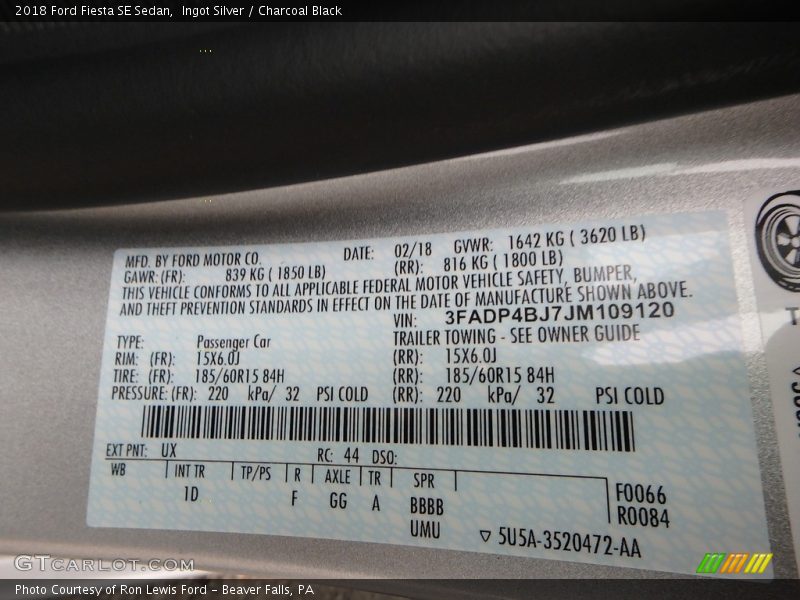 2018 Ford Fiesta SE Sedan, Ingot Silver / Charcoal Black
MFD. BY FORD MOTOR CO. DATE: 02/18 GVWR: 1642 KG ( 3620 LB)
GAWR: (FR): 839 KG ( 1850 LB) (RR): 816 KG ( 1800 LB)
THIS VEHICLE CONFORMS TO ALL APPLICABLE FEDERAL MOTOR VEHICLE SAFETY, BUMPER,
AND THEFT PREVENTION STANDARDS IN EFFECT ON THE DATE OF MANUFACTURE SHOWN ABOVE.
VIN: 3FADP4BJ7JM109120
TYPE: Passenger Car TRAILER TOWING - SEE OWNER GUIDE
RIM: (FR): 15X6.0J (RR): 15X6.0J
TIRE: (FR): 185/60R15 84H (RR): 185/60R15 84H
PRESSURE: (FR): 220 kPa/ 32 PSI COLD (RR): 220 kPa/ 32 PSI COLD
EXT PNT: UX RC: 44 DSO:
WB INT TR TP/PS R AXLE TR SPR
1D F GG A BBBB
UMU
F0066
R0084
▽ 5U5A-3520472-AA
GTCARLOT.COM
Photo Courtesy of Ron Lewis Ford - Beaver Falls, PA